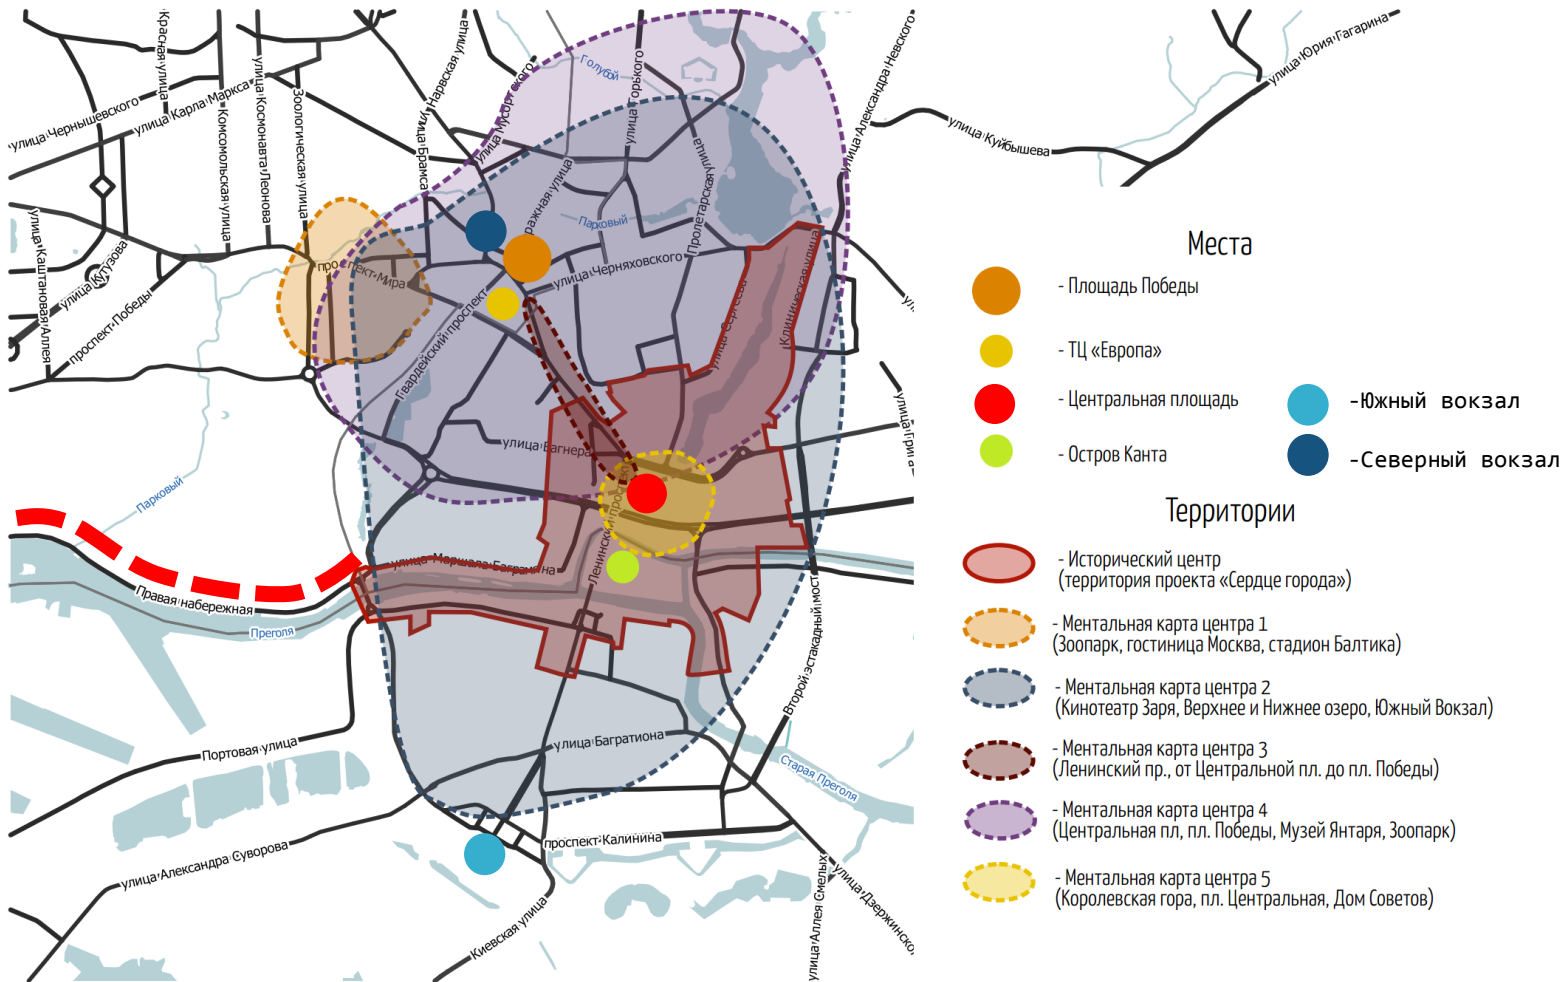 Красная улица
улица Чернышевского
улица Карла Маркса
Комсомольская улица
улица Космонавта Леонова
Зоологическая улица
улица Брамса
улица Нарвская улица
улица Мусоргского
Голубой
улица Горького
улица Александра Невского
улица Куйбышева
улица Юрия Гагарина
улица Каштановая Аллея
улица Кутузова
проспект Победы
проспект Мира
Гвардейский проспект
ражная улица
Парковый
Пролетарская улица
улица Черняховского
улица Сергеева
Клиническая улица
ул.
улица Вагнера
Ленинский проспект
улица Григ
Парковый
улица Маршала Баграмяна
Правая набережная
Преголя
Портовая улица
улица Багратиона
Второй эстакадный мост
Старая Преголя
проспект Калинина
улица Александра Суворова
Киевская улица
улица Аллея Смелых
улица Дзержинско
Места
- Площадь Победы
- ТЦ «Европа»
- Центральная площадь
- Остров Канта
-Южный вокзал
-Северный вокзал
Территории
- Исторический центр
(территория проекта «Сердце города»)
- Ментальная карта центра 1
(Зоопарк, гостиница Москва, стадион Балтика)
- Ментальная карта центра 2
(Кинотеатр Заря, Верхнее и Нижнее озеро, Южный Вокзал)
- Ментальная карта центра 3
(Ленинский пр., от Центральной пл. до пл. Победы)
- Ментальная карта центра 4
(Центральная пл, пл. Победы, Музей Янтаря, Зоопарк)
- Ментальная карта центра 5
(Королевская гора, пл. Центральная, Дом Советов)